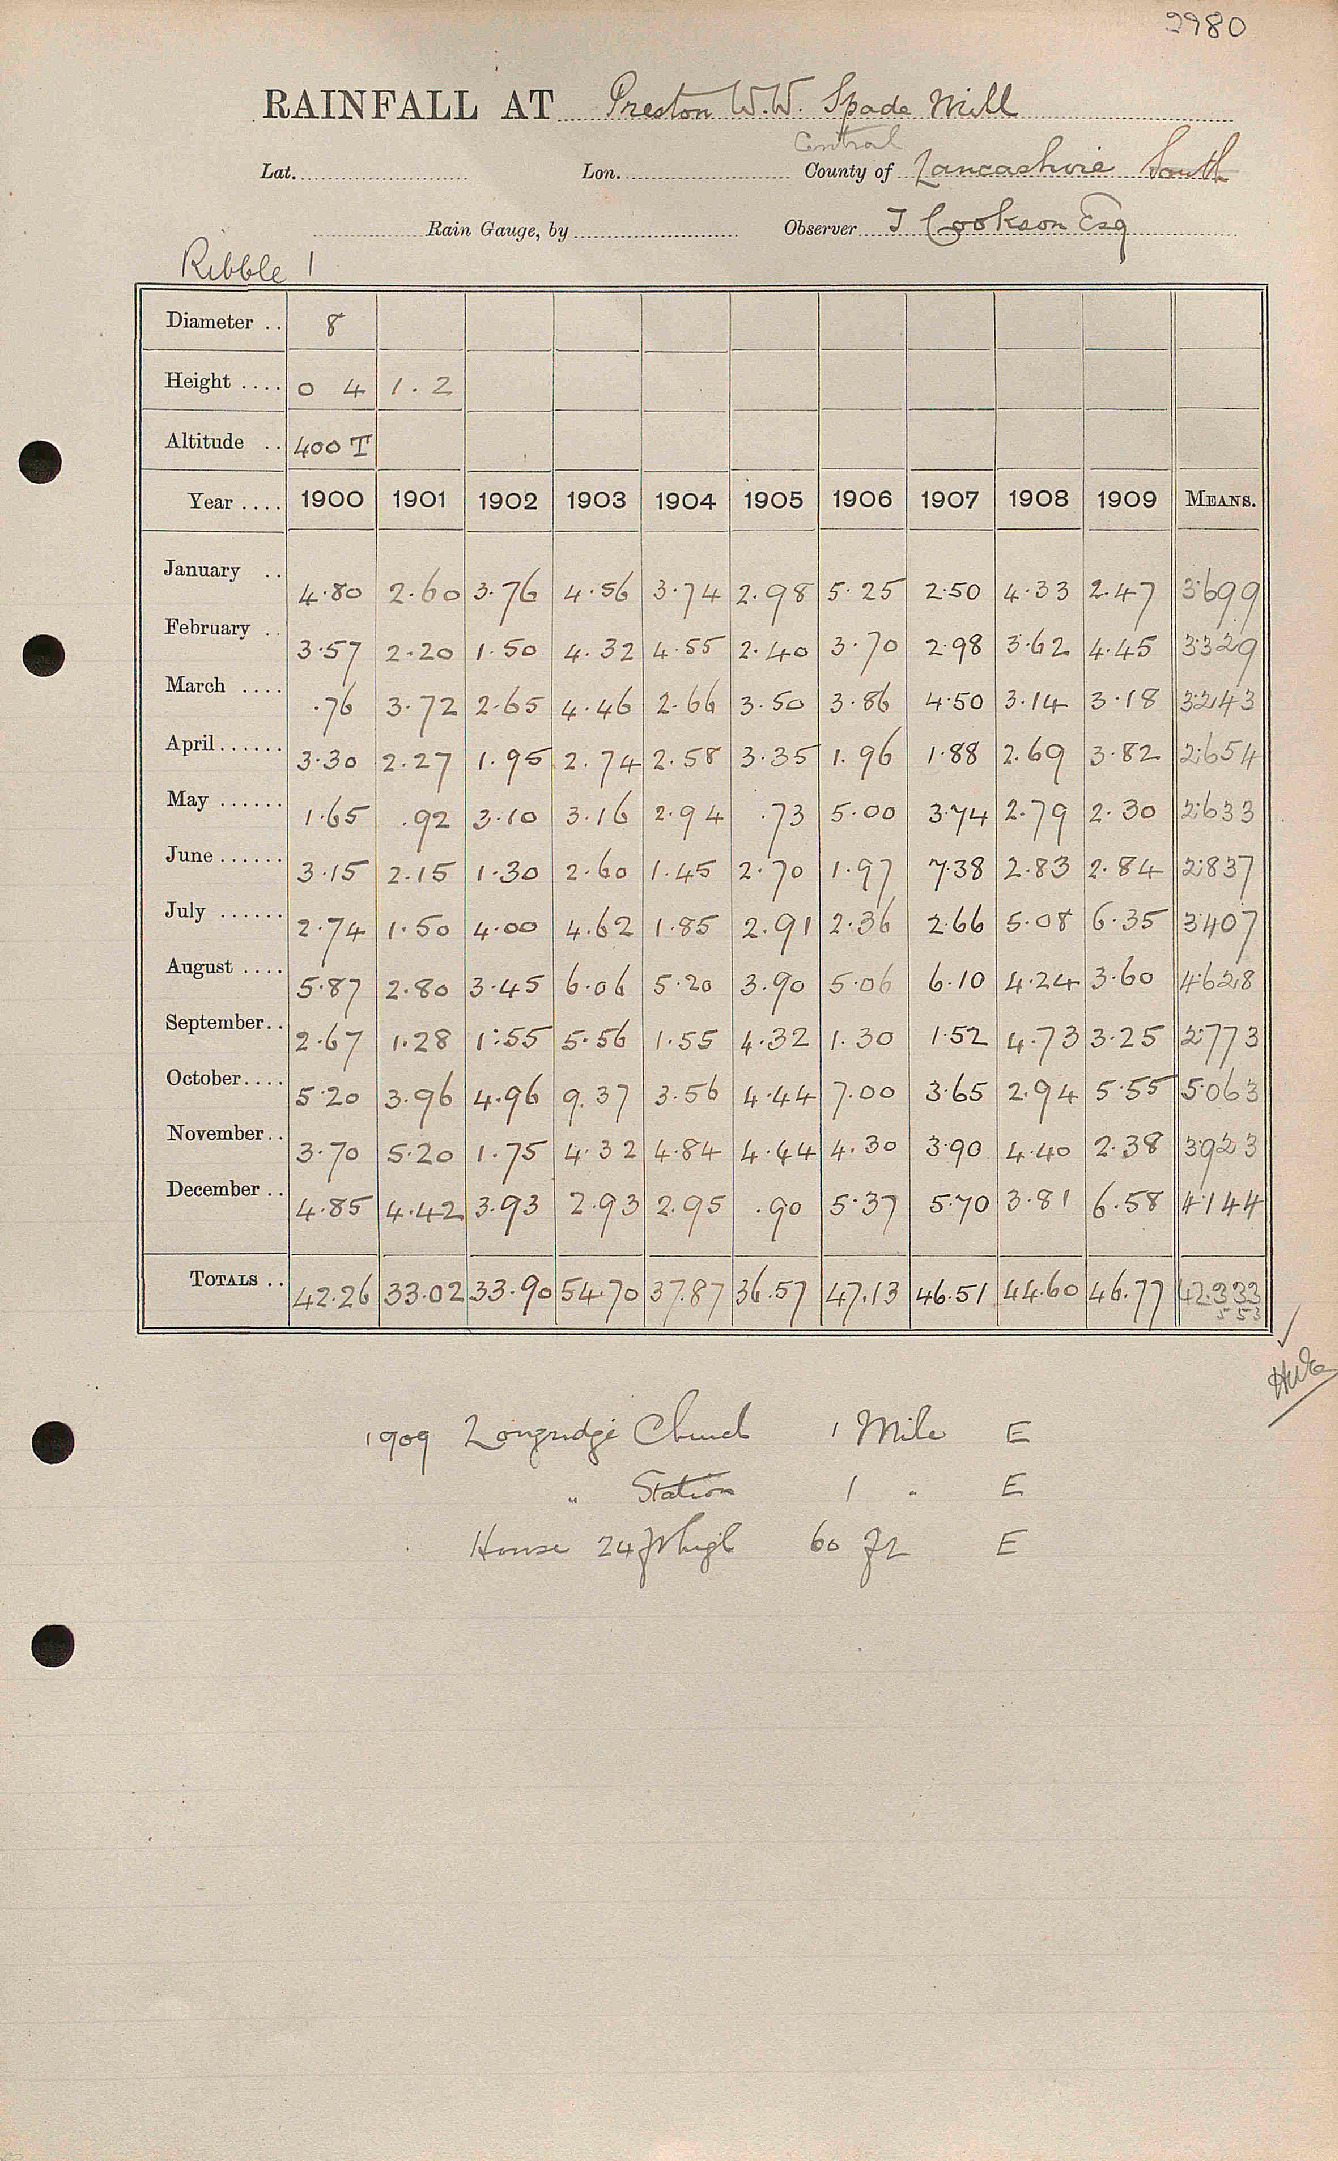 2980
RAINFALL AT Preston W.W. Spade Mill
Central
Lat. Lon. County of Lancashire South
Rain Gauge, by Observer T Cookson Esq
Ribble 1
Diameter .. 8
Height .... 0 4 1.2
Altitude .. 400 T
Year .... 1900 1901 1902 1903 1904 1905 1906 1907 1908 1909 MEANS.
January .. 4.80 2.60 3.76 4.56 3.74 2.98 5.25 2.50 4.33 2.47 3.699
February .. 3.57 2.20 1.50 4.32 4.55 2.40 3.70 2.98 3.62 4.45 3.329
March .... .76 3.72 2.65 4.46 2.66 3.50 3.86 4.50 3.14 3.18 3.243
April ...... 3.30 2.27 1.95 2.74 2.58 3.35 1.96 1.88 2.69 3.82 2.654
May ...... 1.65 .92 3.10 3.16 2.94 .73 5.00 3.74 2.79 2.30 2.633
June ...... 3.15 2.15 1.30 2.60 1.45 2.70 1.97 7.38 2.83 2.84 2.837
July ...... 2.74 1.50 4.00 4.62 1.85 2.91 2.36 2.66 5.08 6.35 3.407
August .... 5.87 2.80 3.45 6.06 5.20 3.90 5.06 6.10 4.24 3.60 4.628
September .. 2.67 1.28 1.55 5.56 1.55 4.32 1.30 1.52 4.73 3.25 2.773
October .... 5.20 3.96 4.96 9.37 3.56 4.44 7.00 3.65 2.94 5.55 5.063
November .. 3.70 5.20 1.75 4.32 4.84 4.44 4.30 3.90 4.40 2.38 3.923
December .. 4.85 4.42 3.93 2.93 2.95 .90 5.37 5.70 3.81 6.58 4.144
TOTALS .. 42.26 33.02 33.90 54.70 37.87 36.57 47.13 46.51 44.60 46.77 42.333
1909 Longridge Church 1 Mile E
" Station 1 " E
House 24 ft high 60 ft E